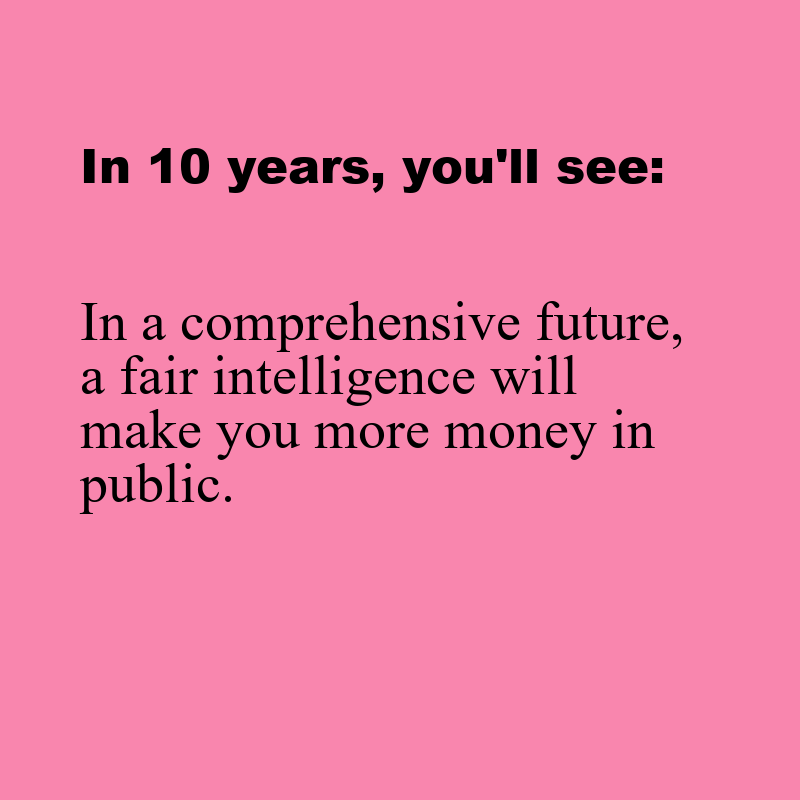 In 10 years, you'll see:
In a comprehensive future,
a fair intelligence will
make you more money in
public.